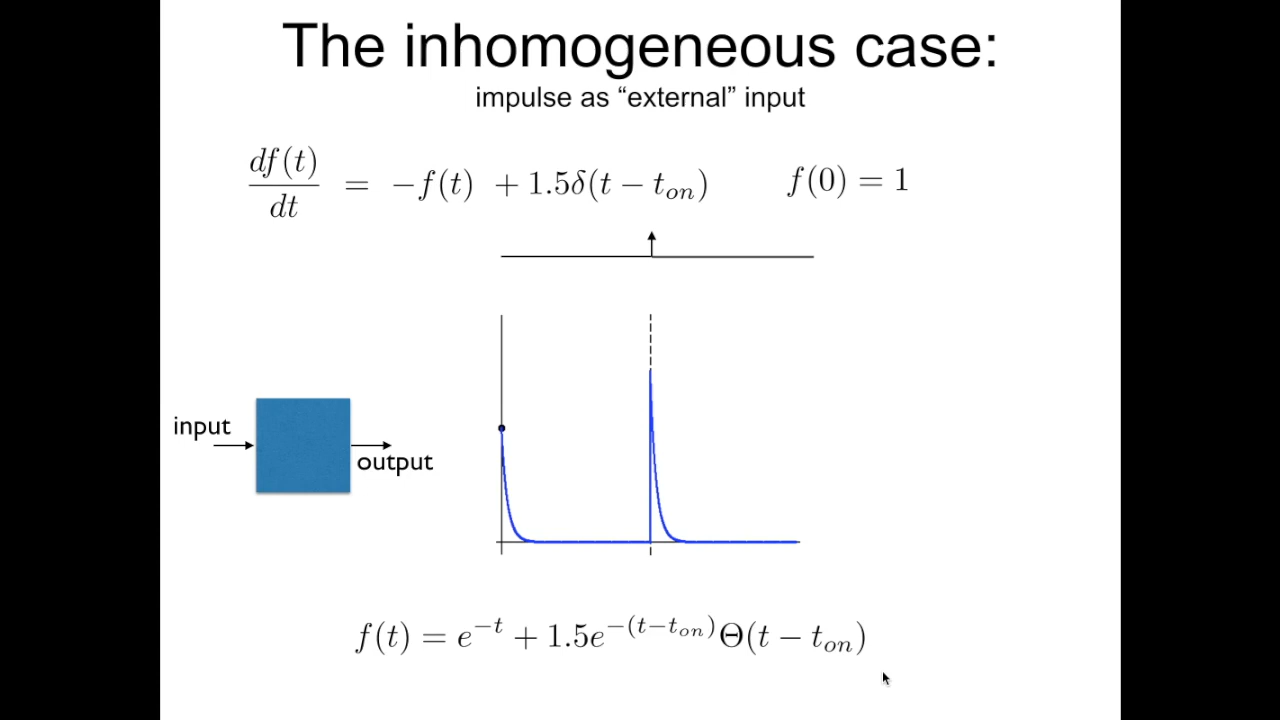 The inhomogeneous case:
impulse as “external” input
df(t)/dt = −f(t) + 1.5δ(t − t_on) f(0) = 1
input
output
f(t) = e^{−t} + 1.5e^{−(t−t_on)}Θ(t − t_on)